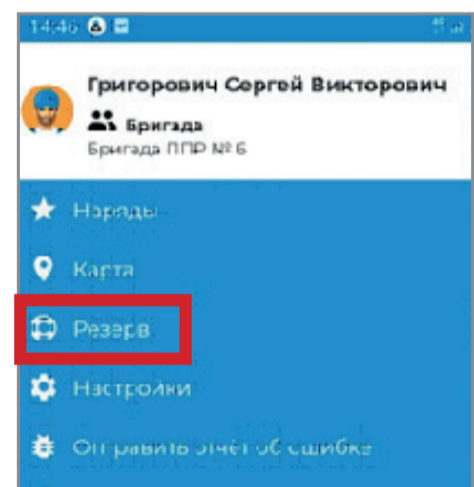 14:46
Григорович Сергей Викторович
Бригада
Бригада ППР № 6
Наряды
Карта
Резерв
Настройки
Отправить отчёт об ошибке